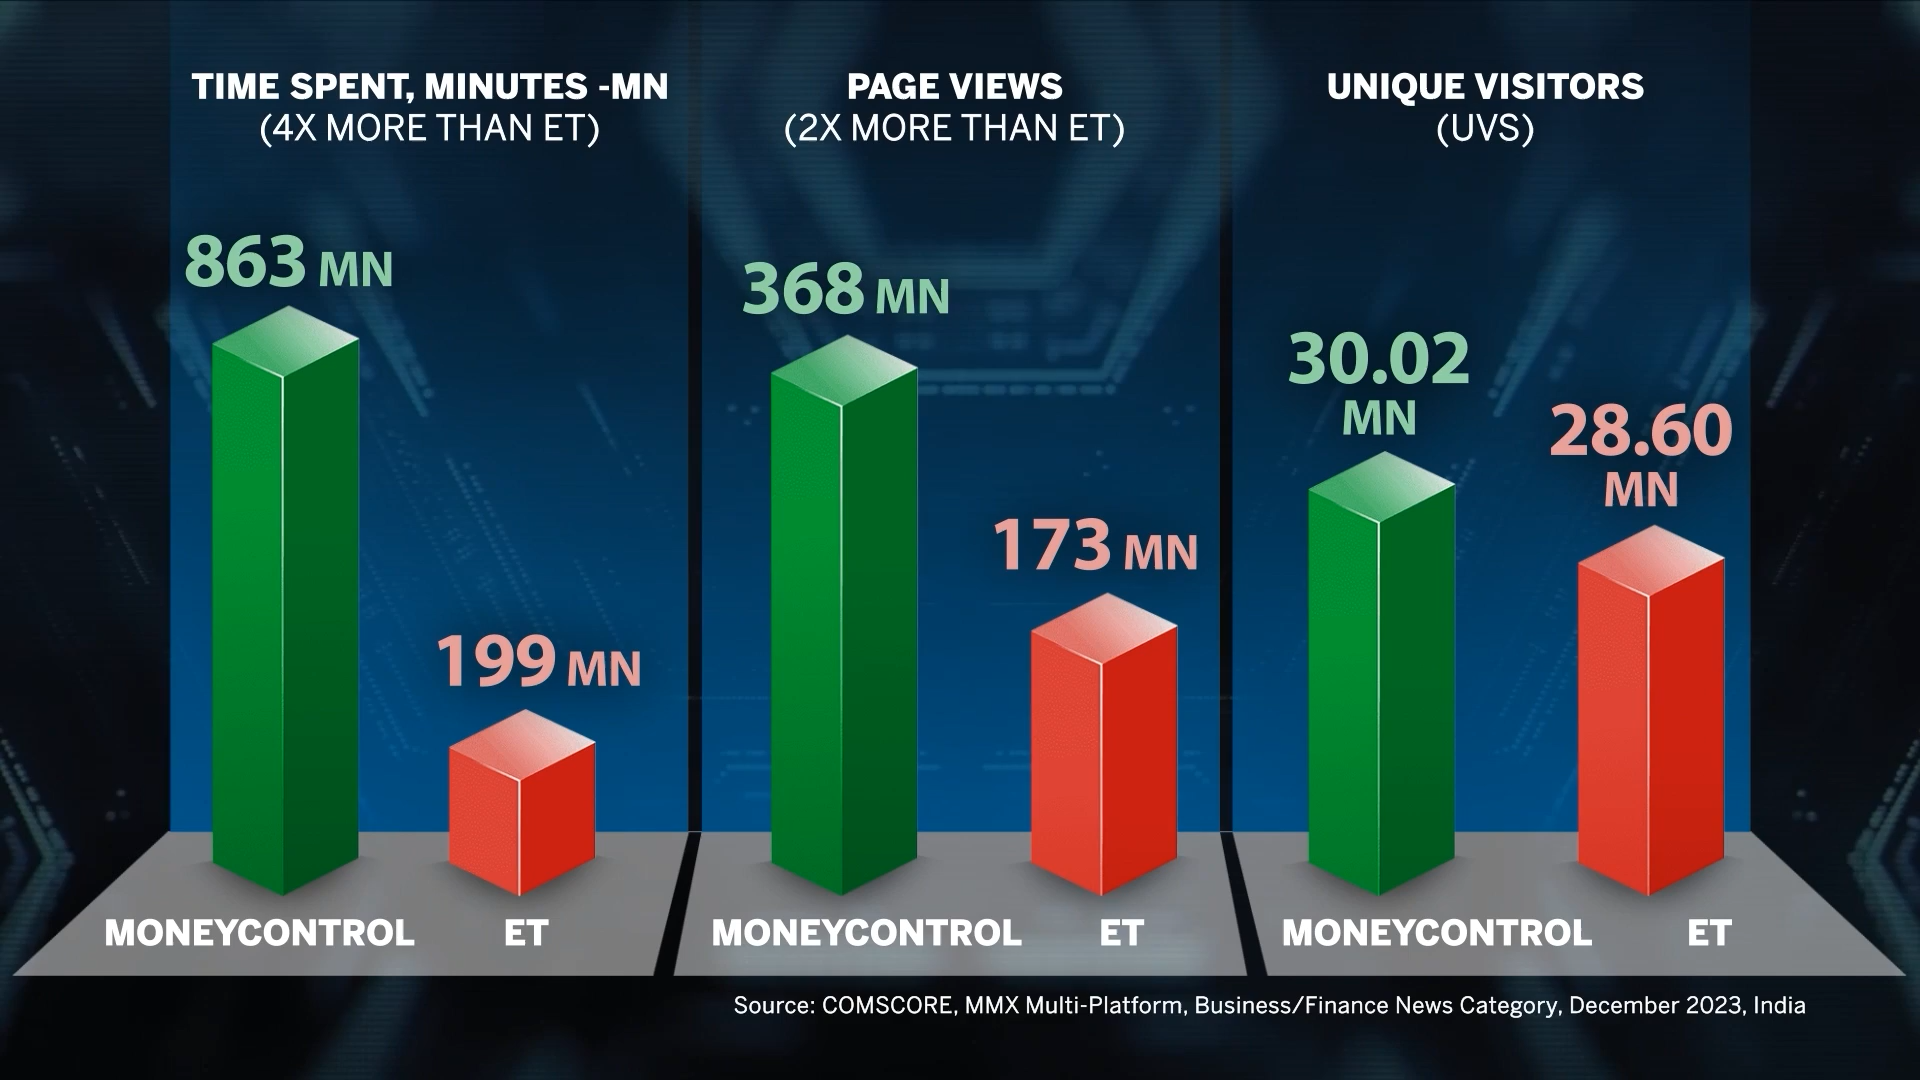 TIME SPENT, MINUTES -MN
(4X MORE THAN ET)
863 MN
199 MN
MONEYCONTROL
ET
PAGE VIEWS
(2X MORE THAN ET)
368 MN
173 MN
MONEYCONTROL
ET
UNIQUE VISITORS
(UVS)
30.02
MN
28.60
MN
MONEYCONTROL
ET
Source: COMSCORE, MMX Multi-Platform, Business/Finance News Category, December 2023, India